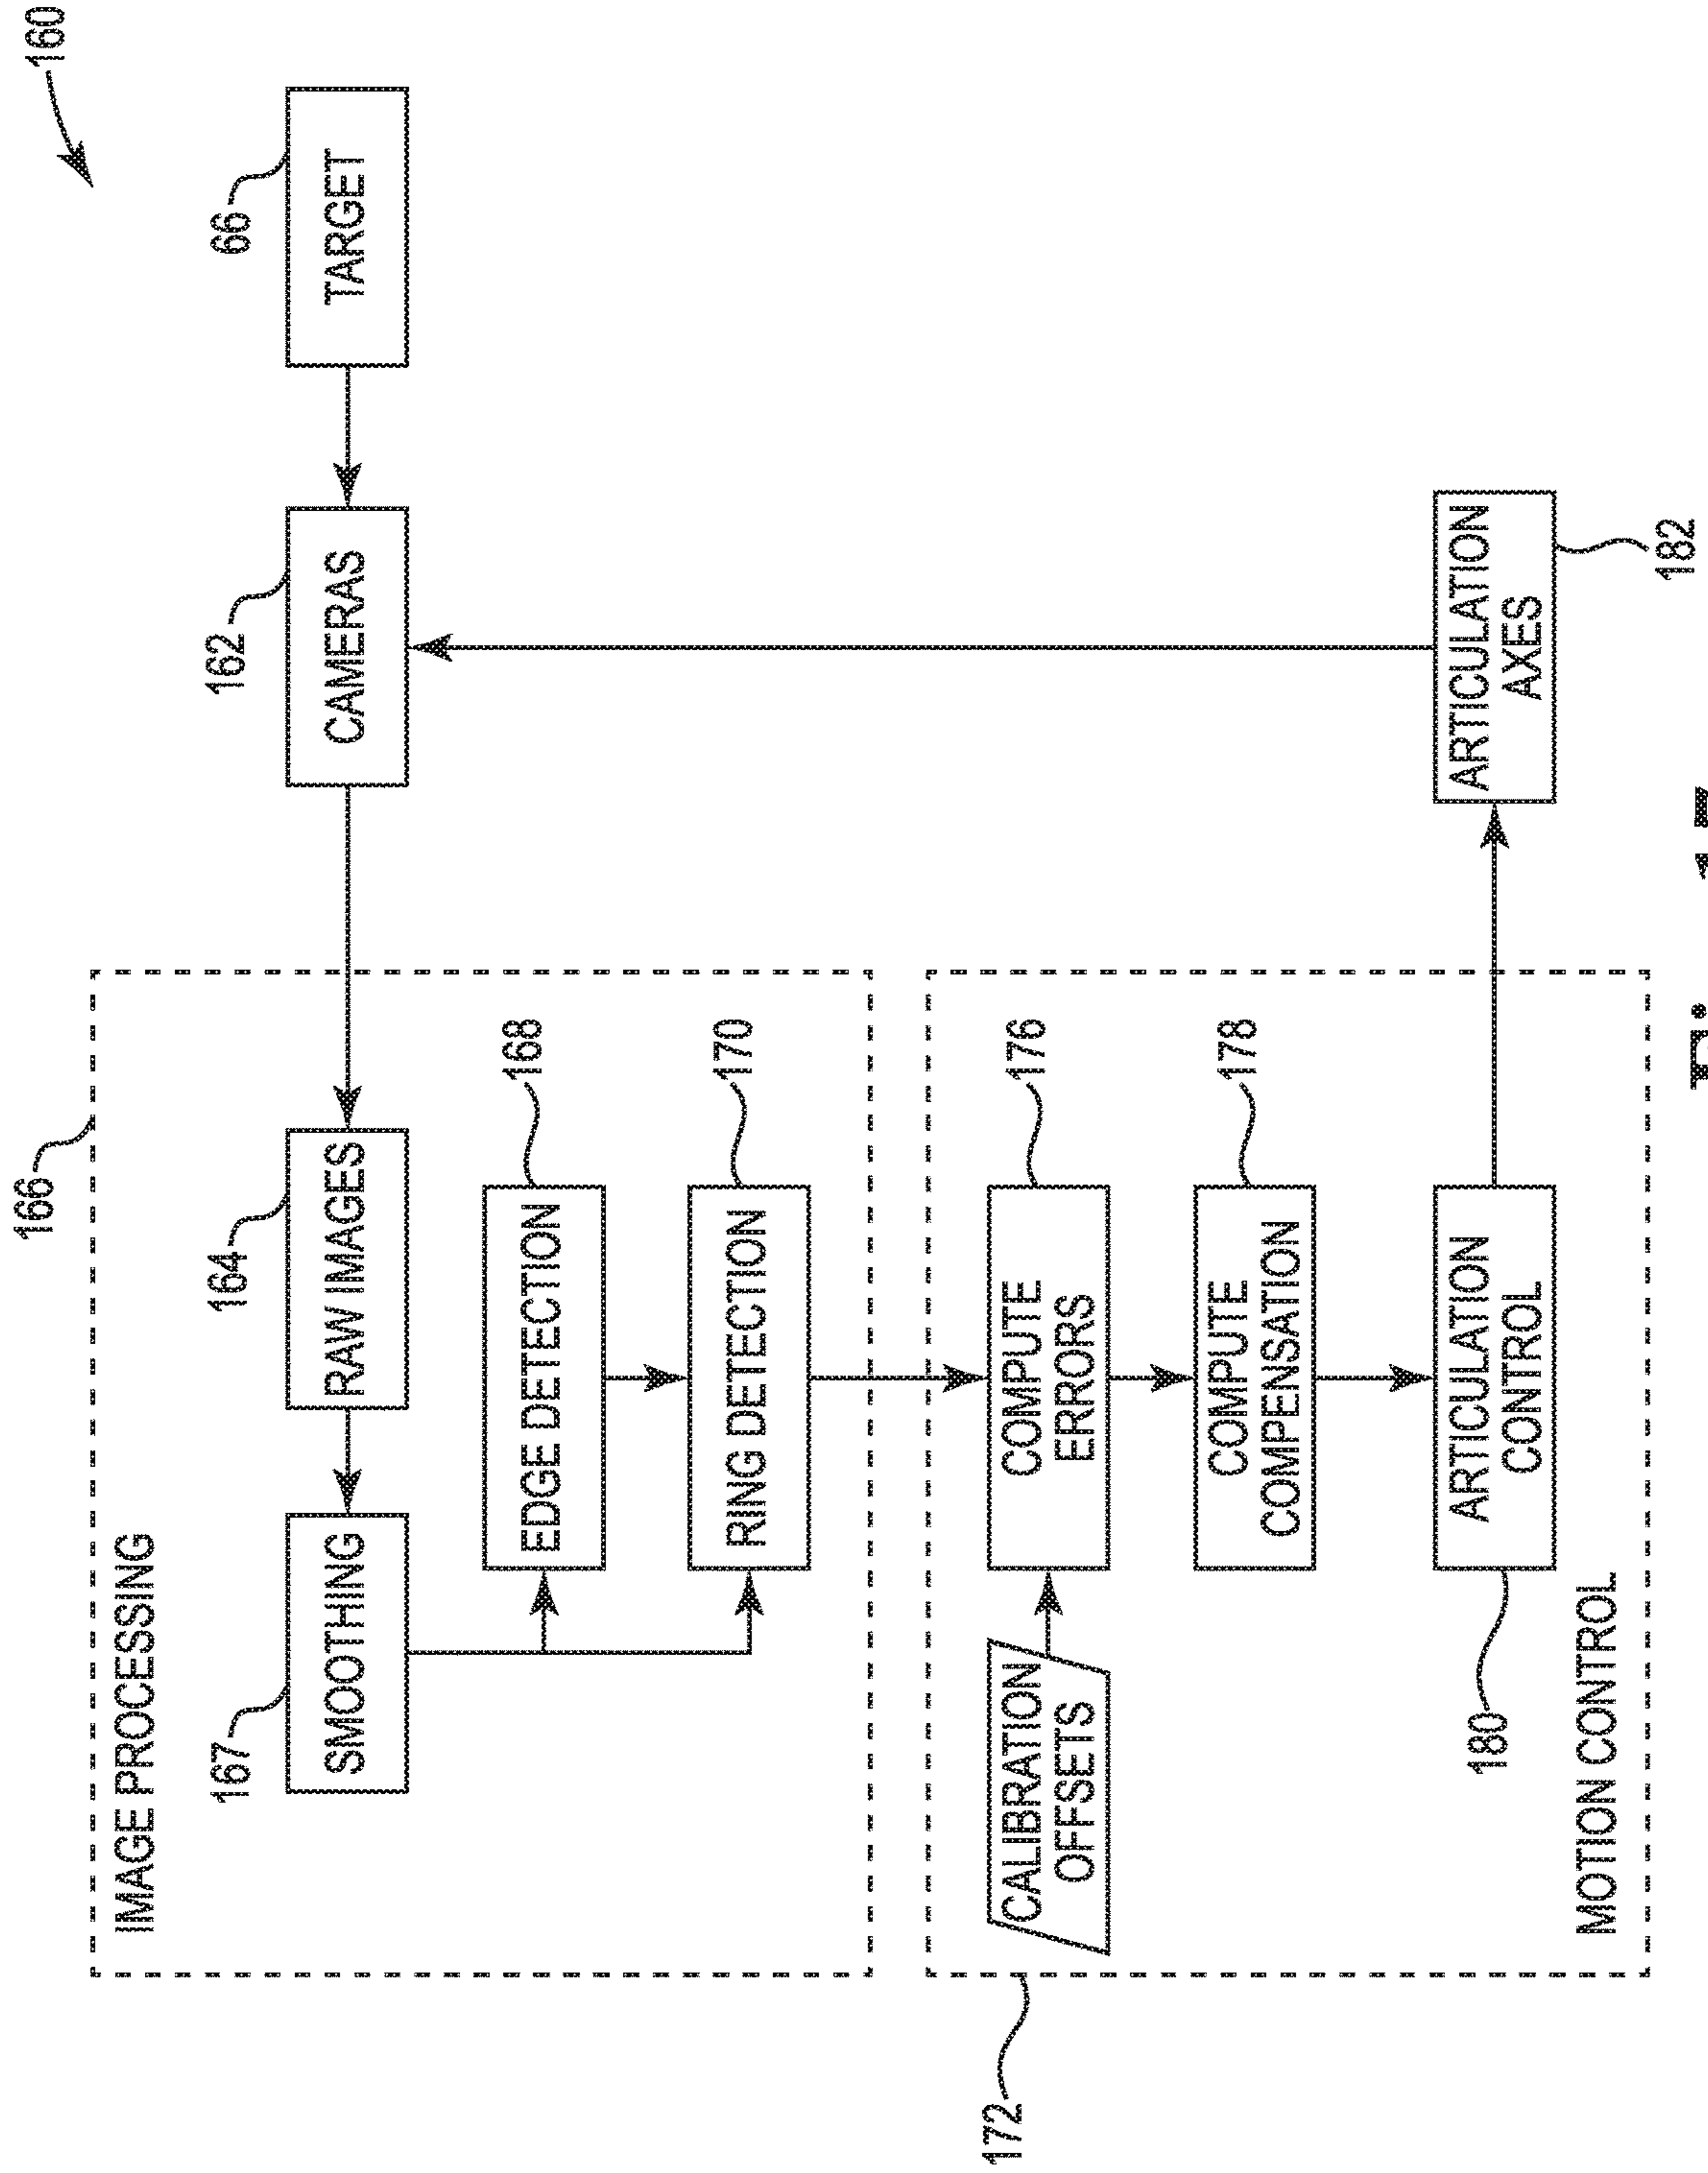 166
160
IMAGE PROCESSING
167
164
162
66
SMOOTHING
RAW IMAGES
CAMERAS
TARGET
EDGE DETECTION
168
RING DETECTION
170
172
CALIBRATION
OFFSETS
COMPUTE
ERRORS
176
COMPUTE
COMPENSATION
178
180
ARTICULATION
CONTROL
ARTICULATION
AXES
182
MOTION CONTROL